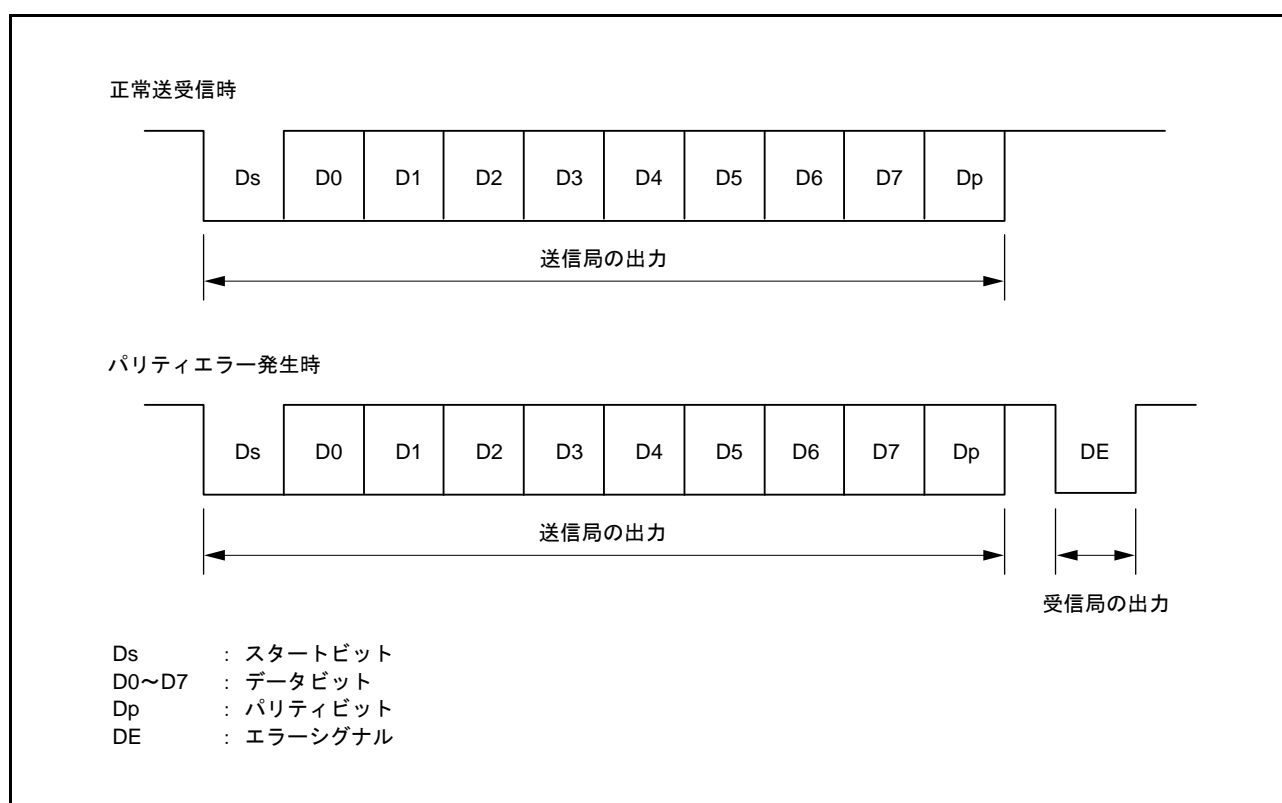 正常送受信時
Ds D0 D1 D2 D3 D4 D5 D6 D7 Dp
送信局の出力
パリティエラー発生時
Ds D0 D1 D2 D3 D4 D5 D6 D7 Dp DE
送信局の出力
受信局の出力
Ds : スタートビット
D0～D7 : データビット
Dp : パリティビット
DE : エラーシグナル